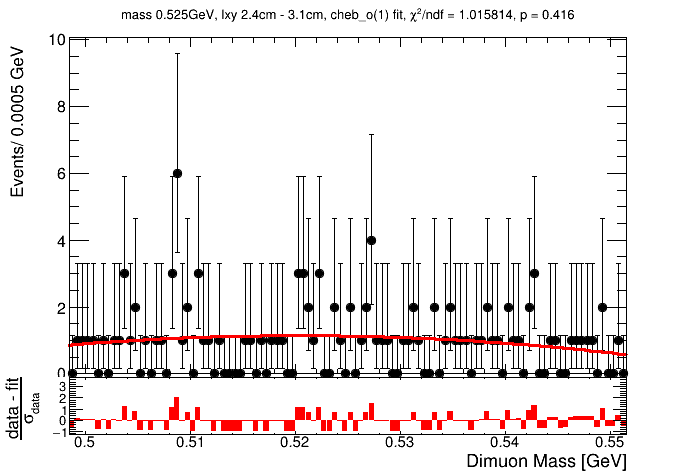 mass 0.525GeV, lxy 2.4cm - 3.1cm, cheb_o(1) fit, χ²/ndf = 1.015814, p = 0.416
Events/ 0.0005 GeV
10
8
6
4
2
0
data - fit
σdata
3
2
1
0
−1
0.5 0.51 0.52 0.53 0.54 0.55
Dimuon Mass [GeV]